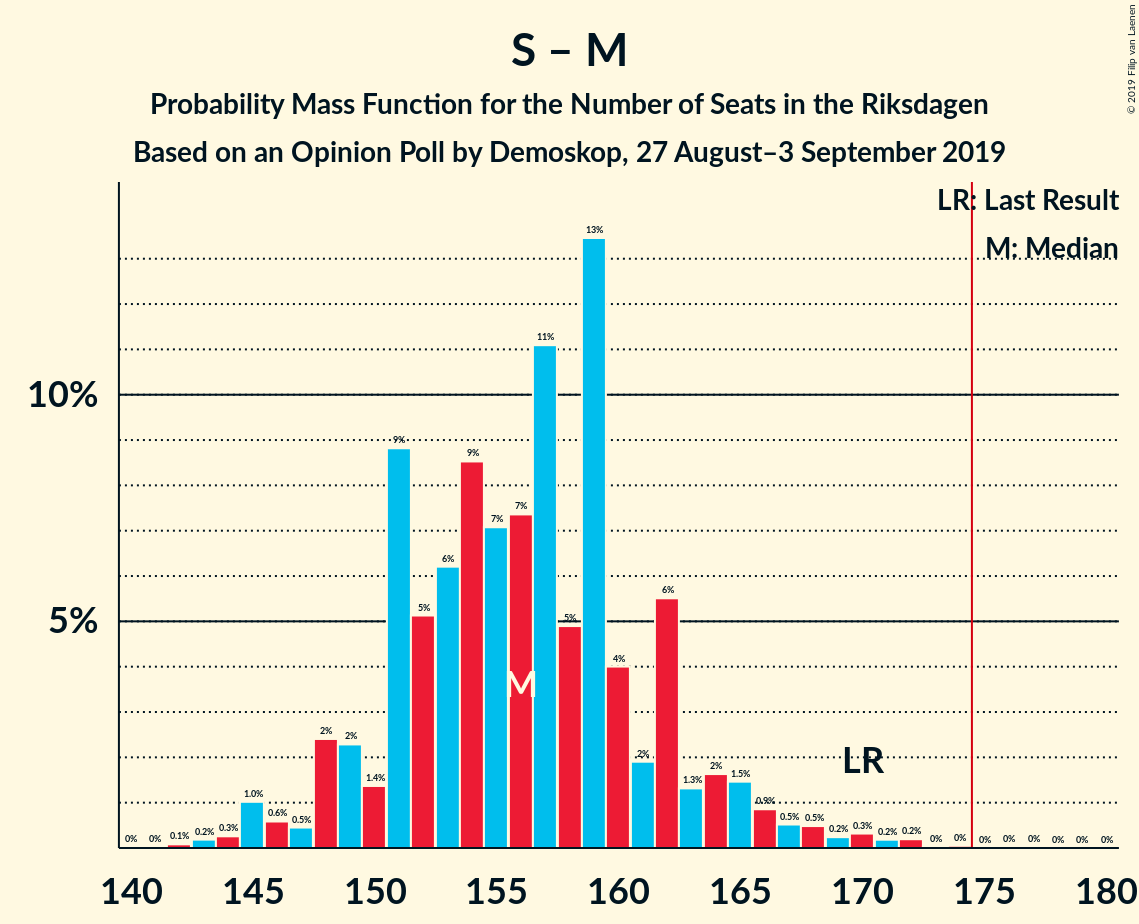 © 2019 Filip van Laenen
S – M
Probability Mass Function for the Number of Seats in the Riksdagen
Based on an Opinion Poll by Demoskop, 27 August–3 September 2019
LR: Last Result
M: Median
10%
5%
0% 0% 0.1% 0.2% 0.3% 1.0% 0.6% 0.5% 2% 2% 1.4% 9% 5% 6% 9% 7% 7% 11% 5% 13% 4% 2% 6% 1.3% 2% 1.5% 0.9% 0.5% 0.5% 0.2% 0.3% 0.2% 0.2% 0% 0% 0% 0% 0% 0% 0% 0%
M
LR
140 145 150 155 160 165 170 175 180